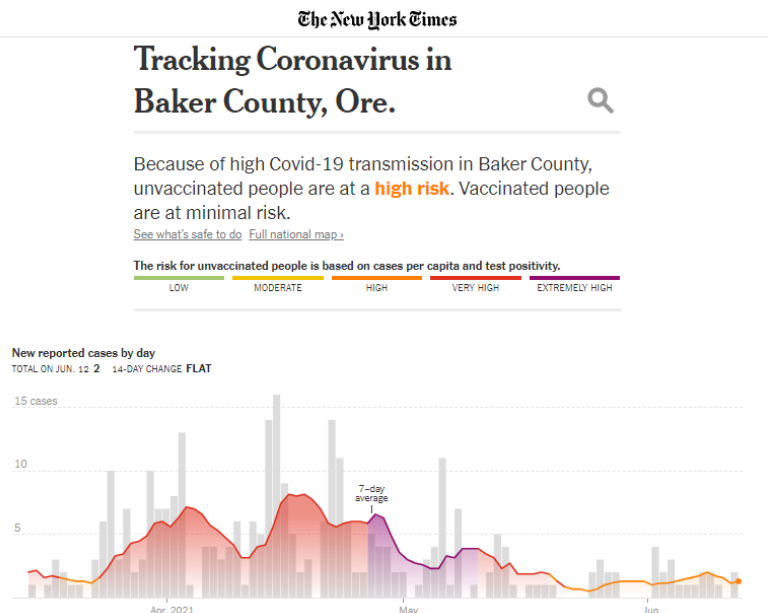 The New York Times
Tracking Coronavirus in
Baker County, Ore.
Because of high Covid-19 transmission in Baker County,
unvaccinated people are at a high risk. Vaccinated people
are at minimal risk.
See what's safe to do Full national map ›
The risk for unvaccinated people is based on cases per capita and test positivity.
LOW MODERATE HIGH VERY HIGH EXTREMELY HIGH
New reported cases by day
TOTAL ON JUN. 12 2 14-DAY CHANGE FLAT
15 cases
10
7–day
average
5
Apr. 2021 May Jun.